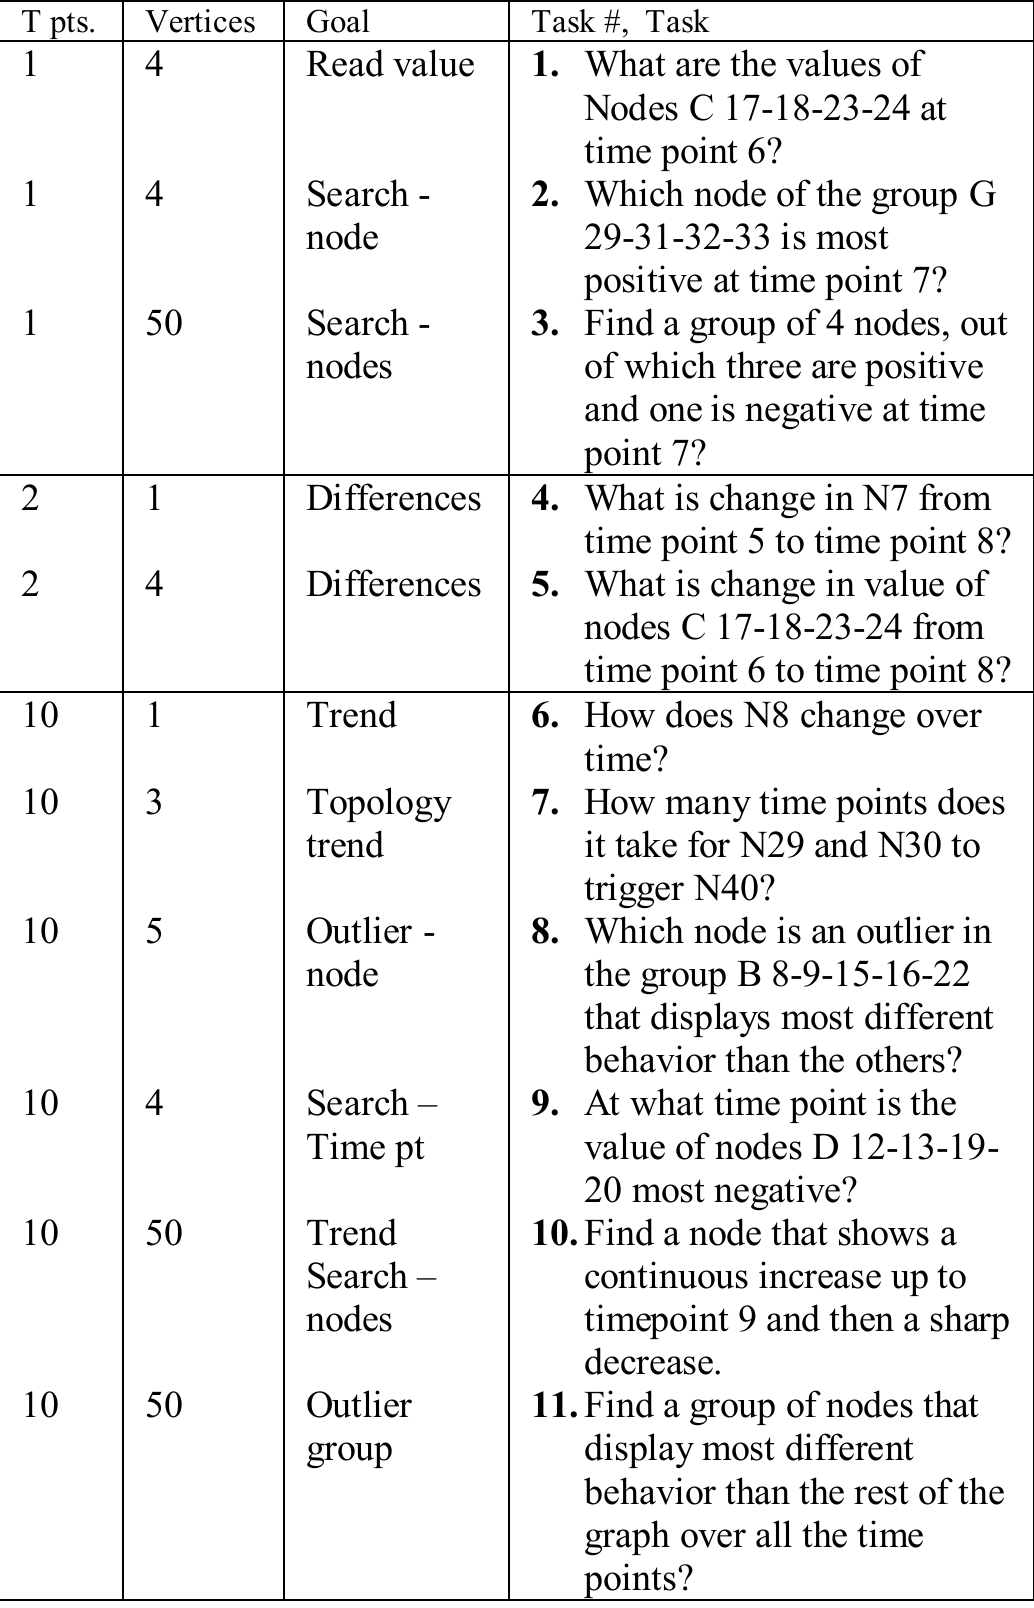 T pts. Vertices Goal Task #, Task
1 4 Read value 1. What are the values of
Nodes C 17-18-23-24 at
time point 6?
1 4 Search - 2. Which node of the group G
node 29-31-32-33 is most
positive at time point 7?
1 50 Search - 3. Find a group of 4 nodes, out
nodes of which three are positive
and one is negative at time
point 7?
2 1 Differences 4. What is change in N7 from
time point 5 to time point 8?
2 4 Differences 5. What is change in value of
nodes C 17-18-23-24 from
time point 6 to time point 8?
10 1 Trend 6. How does N8 change over
time?
10 3 Topology 7. How many time points does
trend it take for N29 and N30 to
trigger N40?
10 5 Outlier - 8. Which node is an outlier in
node the group B 8-9-15-16-22
that displays most different
behavior than the others?
10 4 Search – 9. At what time point is the
Time pt value of nodes D 12-13-19-
20 most negative?
10 50 Trend 10. Find a node that shows a
Search – continuous increase up to
nodes timepoint 9 and then a sharp
decrease.
10 50 Outlier 11. Find a group of nodes that
group display most different
behavior than the rest of the
graph over all the time
points?